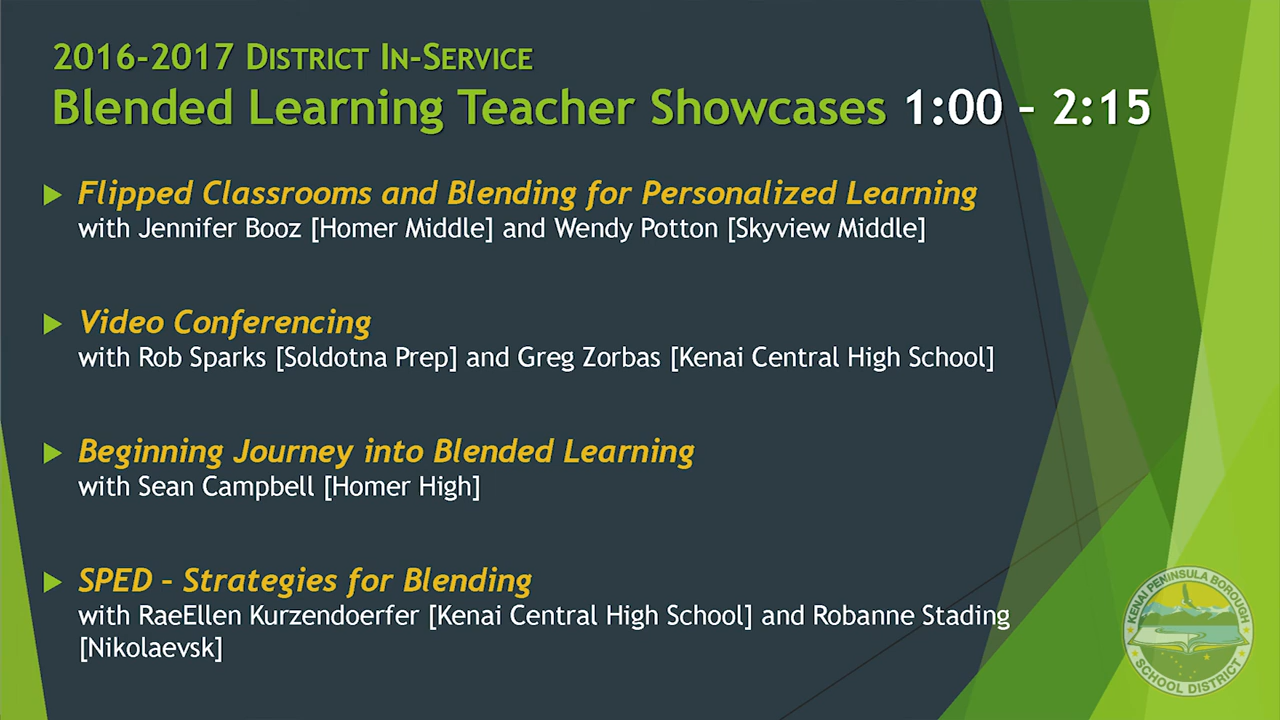 2016-2017 DISTRICT IN-SERVICE
Blended Learning Teacher Showcases 1:00 – 2:15
Flipped Classrooms and Blending for Personalized Learning
with Jennifer Booz [Homer Middle] and Wendy Potton [Skyview Middle]
Video Conferencing
with Rob Sparks [Soldotna Prep] and Greg Zorbas [Kenai Central High School]
Beginning Journey into Blended Learning
with Sean Campbell [Homer High]
SPED – Strategies for Blending
with RaeEllen Kurzendoerfer [Kenai Central High School] and Robanne Stading
[Nikolaevsk]
KENAI PENINSULA BOROUGH
SCHOOL DISTRICT